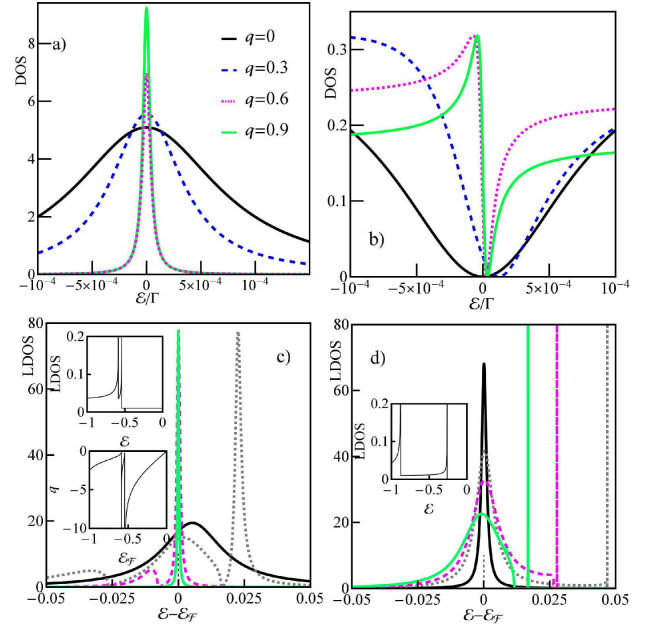 a)
q=0
q=0.3
q=0.6
q=0.9
DOS
8
6
4
2
0
−10⁻⁴
−5×10⁻⁴
0
5×10⁻⁴
10⁻⁴
ℰ/Γ
b)
DOS
0.3
0.2
0.1
0
−10⁻⁴
−5×10⁻⁴
0
5×10⁻⁴
10⁻⁴
ℰ/Γ
c)
LDOS
80
60
40
20
0
−0.05
−0.025
0
0.025
0.05
ℰ−ℰ_ℱ
LDOS
0.2
0.1
0
−1
−0.5
0
ℰ
q
0
−5
−10
−1
−0.5
0
ℰ_ℱ
d)
LDOS
80
60
40
20
0
−0.05
−0.025
0
0.025
0.05
ℰ−ℰ_ℱ
LDOS
0.2
0.1
0
−1
−0.5
0
ℰ